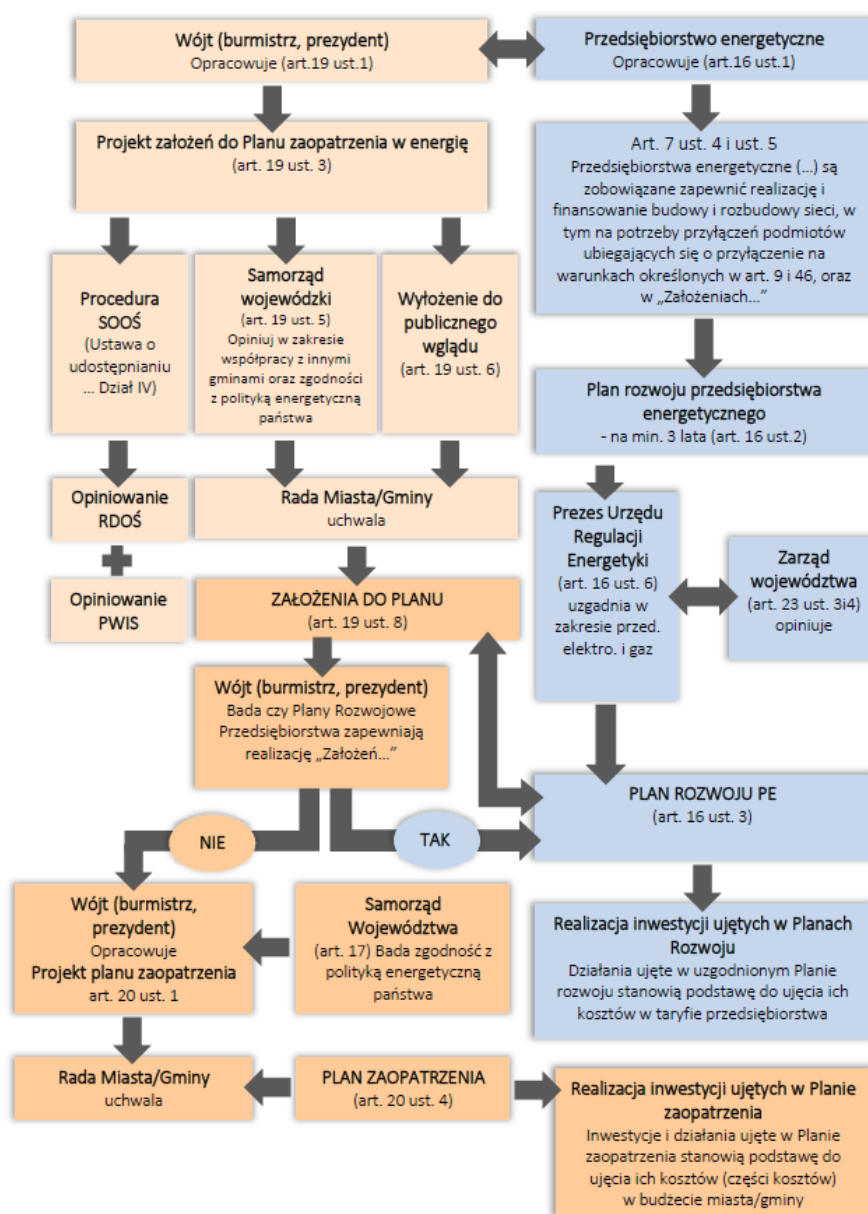 Wójt (burmistrz, prezydent)
Opracowuje (art.19 ust.1)
Przedsiębiorstwo energetyczne
Opracowuje (art.16 ust.1)
Projekt założeń do Planu zaopatrzenia w energię
(art. 19 ust. 3)
Art. 7 ust. 4 i ust. 5
Przedsiębiorstwa energetyczne (...) są
zobowiązane zapewnić realizację i
finansowanie budowy i rozbudowy sieci, w
tym na potrzeby przyłączeń podmiotów
ubiegających się o przyłączenie na
warunkach określonych w art. 9 i 46, oraz
w „Założeniach...”
Procedura
SOOŚ
(Ustawa o
udostępnianiu
... Dział IV)
Samorząd
wojewódzki
(art. 19 ust. 5)
Opiniuj w zakresie
współpracy z innymi
gminami oraz zgodności
z polityką energetyczną
państwa
Wyłożenie do
publicznego
wglądu
(art. 19 ust. 6)
Plan rozwoju przedsiębiorstwa
energetycznego
- na min. 3 lata (art. 16 ust.2)
Opiniowanie
RDOŚ
Rada Miasta/Gminy
uchwala
Prezes Urzędu
Regulacji
Energetyki
(art. 16 ust. 6)
uzgadnia w
zakresie przed.
elektro. i gaz
Zarząd
województwa
(art. 23 ust. 3i4)
opiniuje
Opiniowanie
PWIS
ZAŁOŻENIA DO PLANU
(art. 19 ust. 8)
Wójt (burmistrz, prezydent)
Bada czy Plany Rozwojowe
Przedsiębiorstwa zapewniają
realizację „Założeń...”
PLAN ROZWOJU PE
(art. 16 ust. 3)
NIE
TAK
Wójt (burmistrz,
prezydent)
Opracowuje
Projekt planu zaopatrzenia
art. 20 ust. 1
Samorząd
Województwa
(art. 17) Bada zgodność z
polityką energetyczną
państwa
Realizacja inwestycji ujętych w Planach
Rozwoju
Działania ujęte w uzgodnionym Planie
rozwoju stanowią podstawę do ujęcia ich
kosztów w taryfie przedsiębiorstwa
Rada Miasta/Gminy
uchwala
PLAN ZAOPATRZENIA
(art. 20 ust. 4)
Realizacja inwestycji ujętych w Planie
zaopatrzenia
Inwestycje i działania ujęte w Planie
zaopatrzenia stanowią podstawę do
ujęcia ich kosztów (części kosztów)
w budżecie miasta/gminy